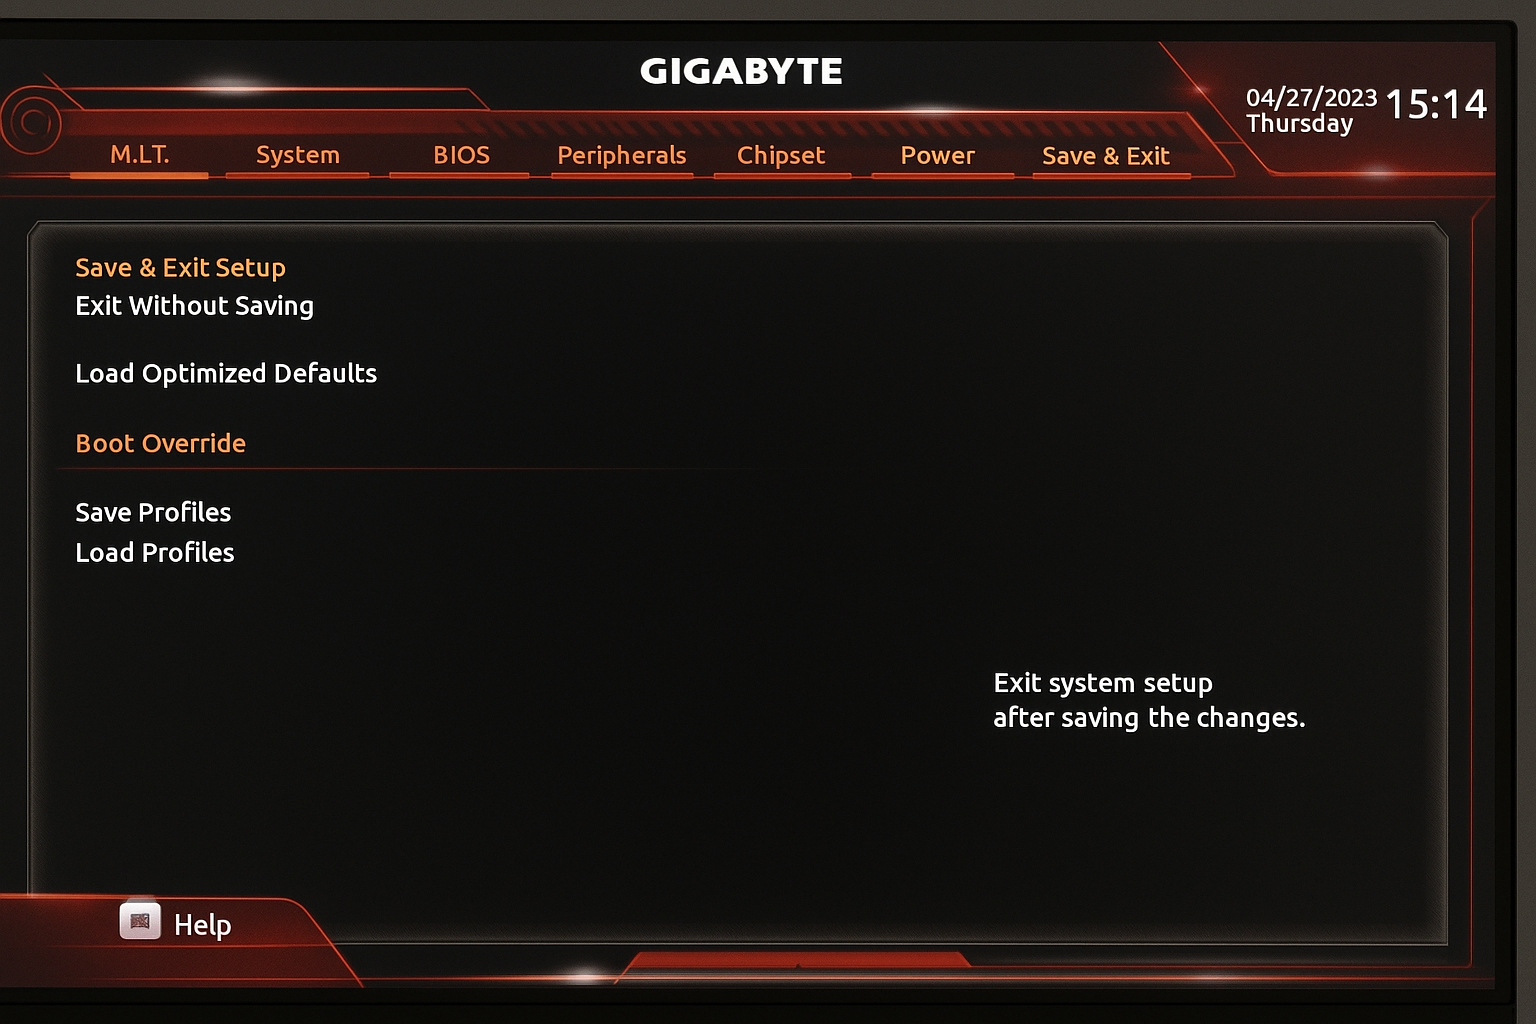 GIGABYTE
04/27/2023 15:14
Thursday
M.LT. System BIOS Peripherals Chipset Power Save & Exit
Save & Exit Setup
Exit Without Saving
Load Optimized Defaults
Boot Override
Save Profiles
Load Profiles
Exit system setup
after saving the changes.
Help